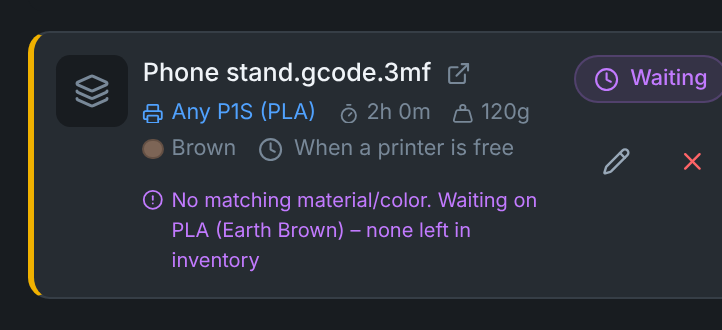 Phone stand.gcode.3mf
Waiting
Any P1S (PLA) 2h 0m 120g
Brown When a printer is free
No matching material/color. Waiting on
PLA (Earth Brown) – none left in
inventory